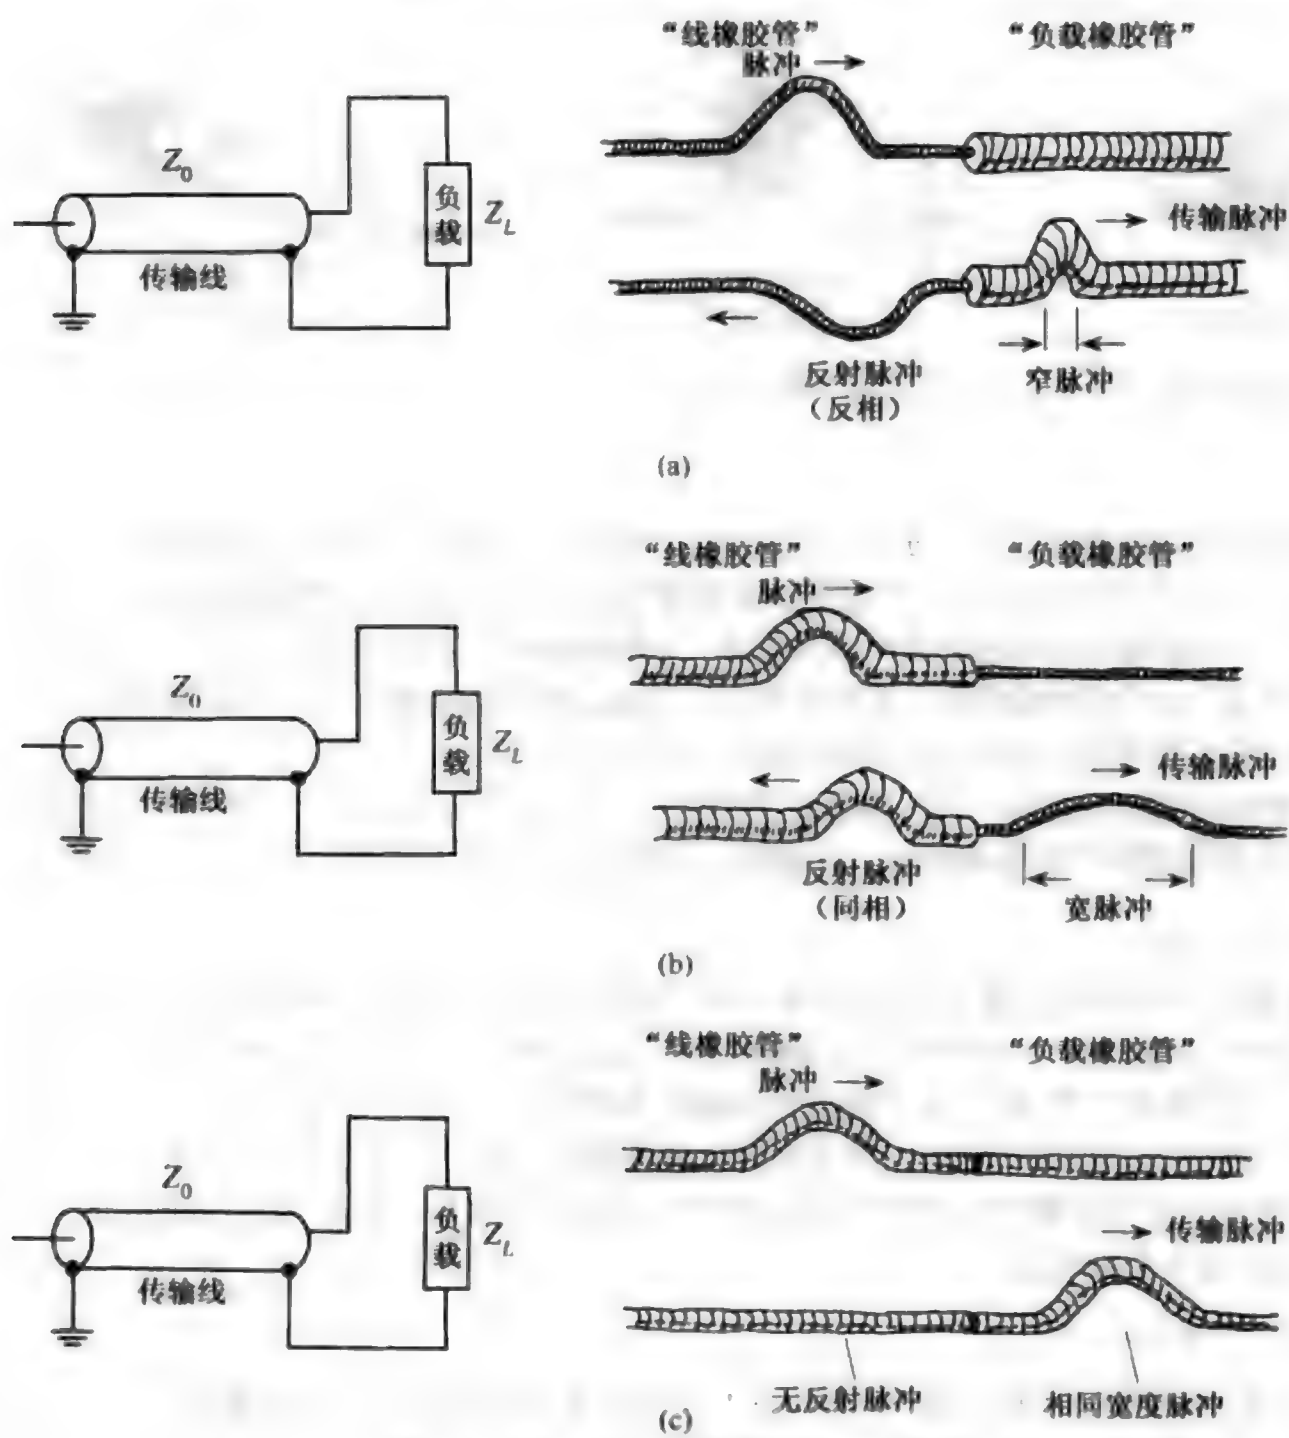 “线橡胶管”
“负载橡胶管”
脉冲
Z0
负载
ZL
传输线
传输脉冲
反射脉冲
（反相）
窄脉冲
(a)
“线橡胶管”
“负载橡胶管”
脉冲
Z0
负载
ZL
传输线
传输脉冲
反射脉冲
（同相）
宽脉冲
(b)
“线橡胶管”
“负载橡胶管”
脉冲
Z0
负载
ZL
传输线
传输脉冲
无反射脉冲
相同宽度脉冲
(c)